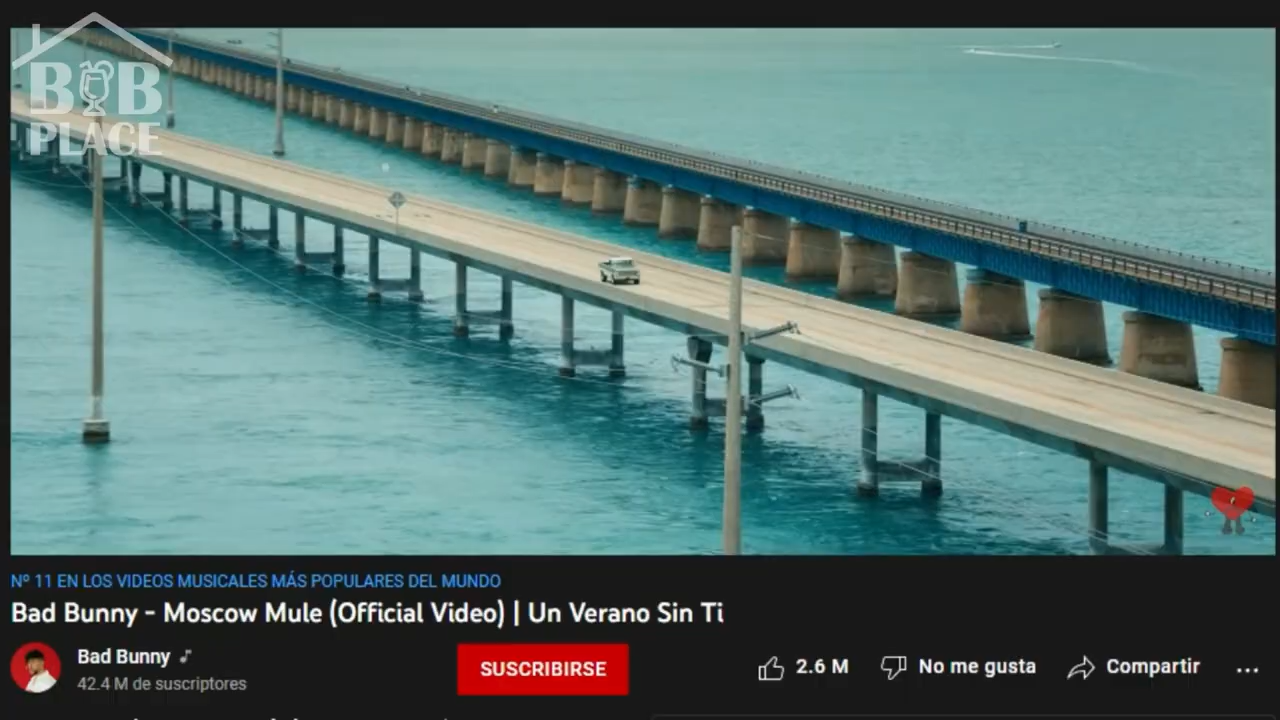 BAB
PLACE
Nº 11 EN LOS VIDEOS MUSICALES MÁS POPULARES DEL MUNDO
Bad Bunny - Moscow Mule (Official Video) | Un Verano Sin Ti
Bad Bunny
42.4 M de suscriptores
SUSCRIBIRSE
2.6 M
No me gusta
Compartir